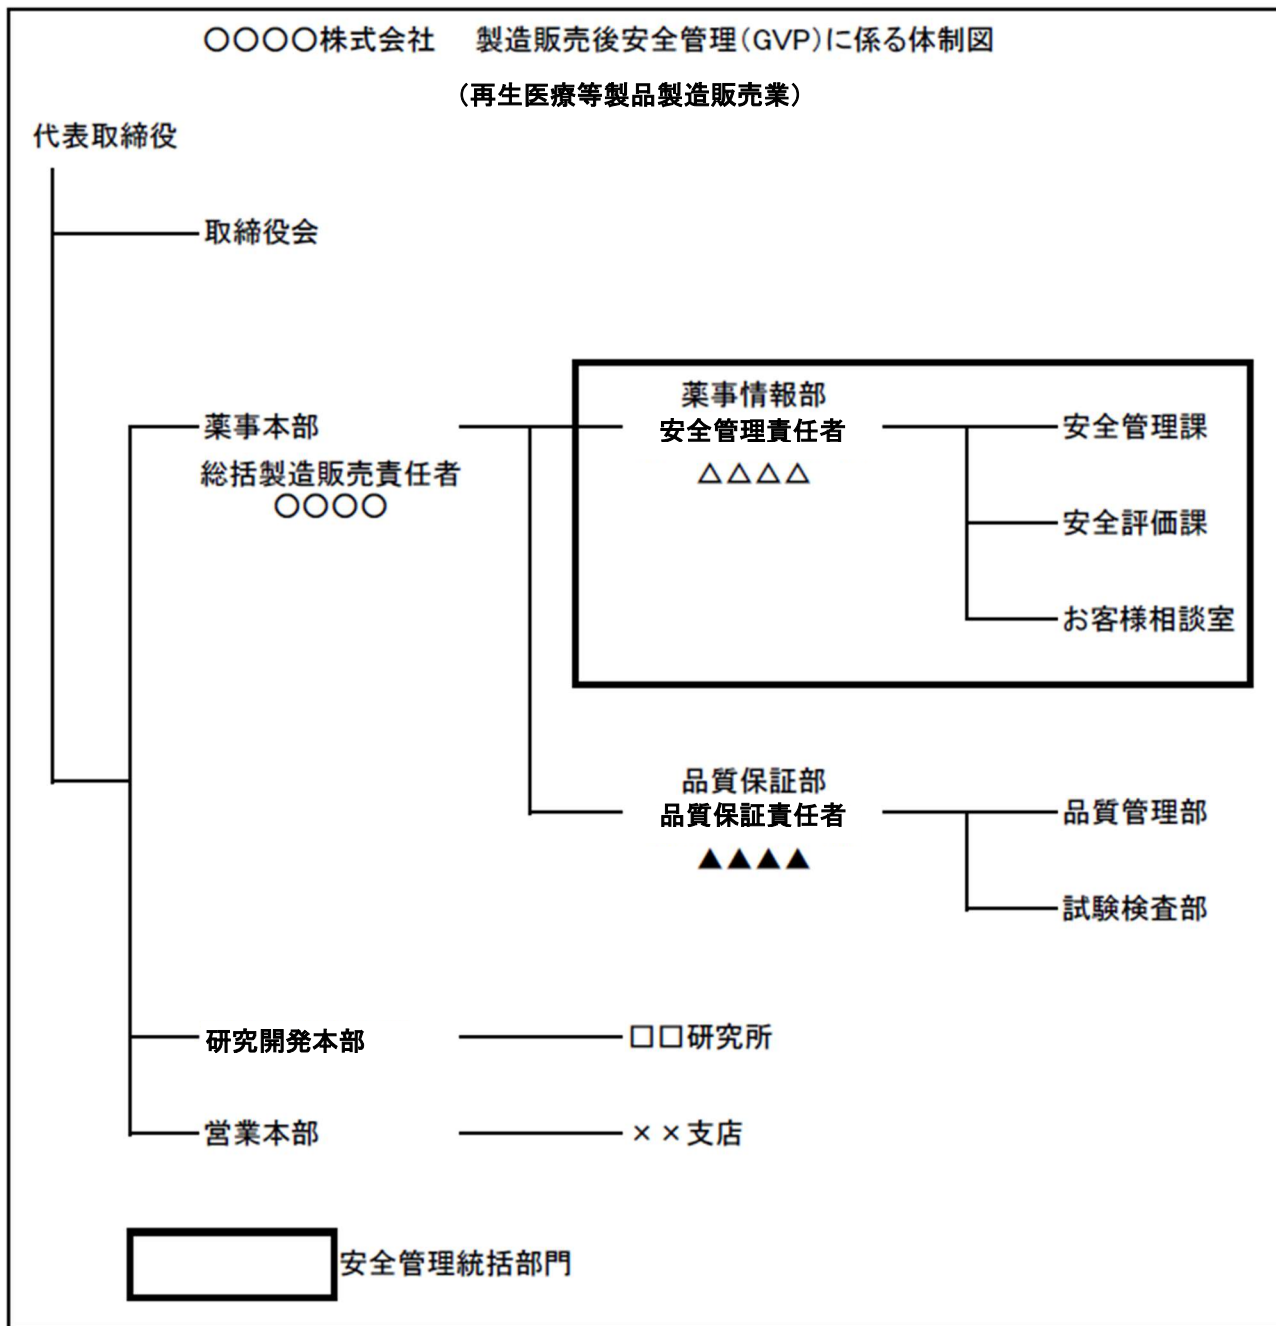 ○○○○株式会社　製造販売後安全管理(GVP)に係る体制図
(再生医療等製品製造販売業)
代表取締役
取締役会
薬事本部
総括製造販売責任者
○○○○
薬事情報部
安全管理責任者
△△△△
安全管理課
安全評価課
お客様相談室
品質保証部
品質保証責任者
▲▲▲▲
品質管理部
試験検査部
研究開発本部
□□研究所
営業本部
××支店
安全管理統括部門